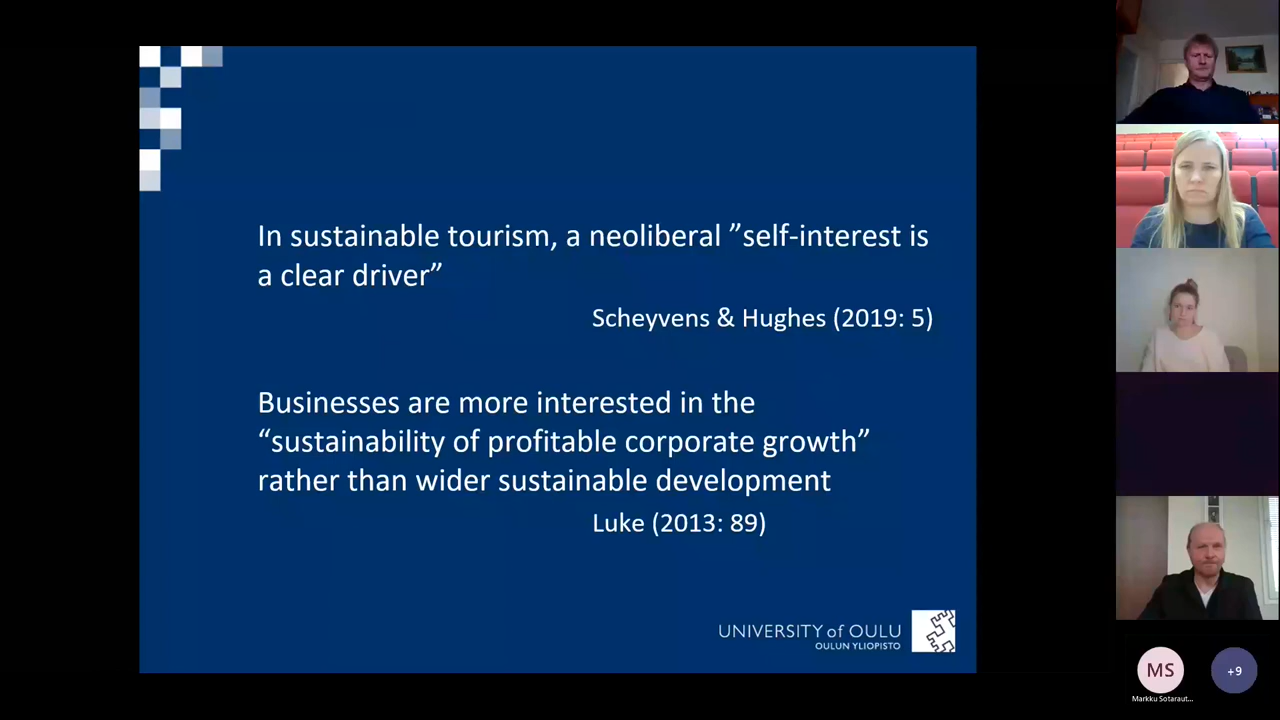 In sustainable tourism, a neoliberal ”self-interest is
a clear driver”
Scheyvens & Hughes (2019: 5)
Businesses are more interested in the
“sustainability of profitable corporate growth”
rather than wider sustainable development
Luke (2013: 89)
UNIVERSITY of OULU
OULUN YLIOPISTO
MS
+9
Markku Sotaraut...